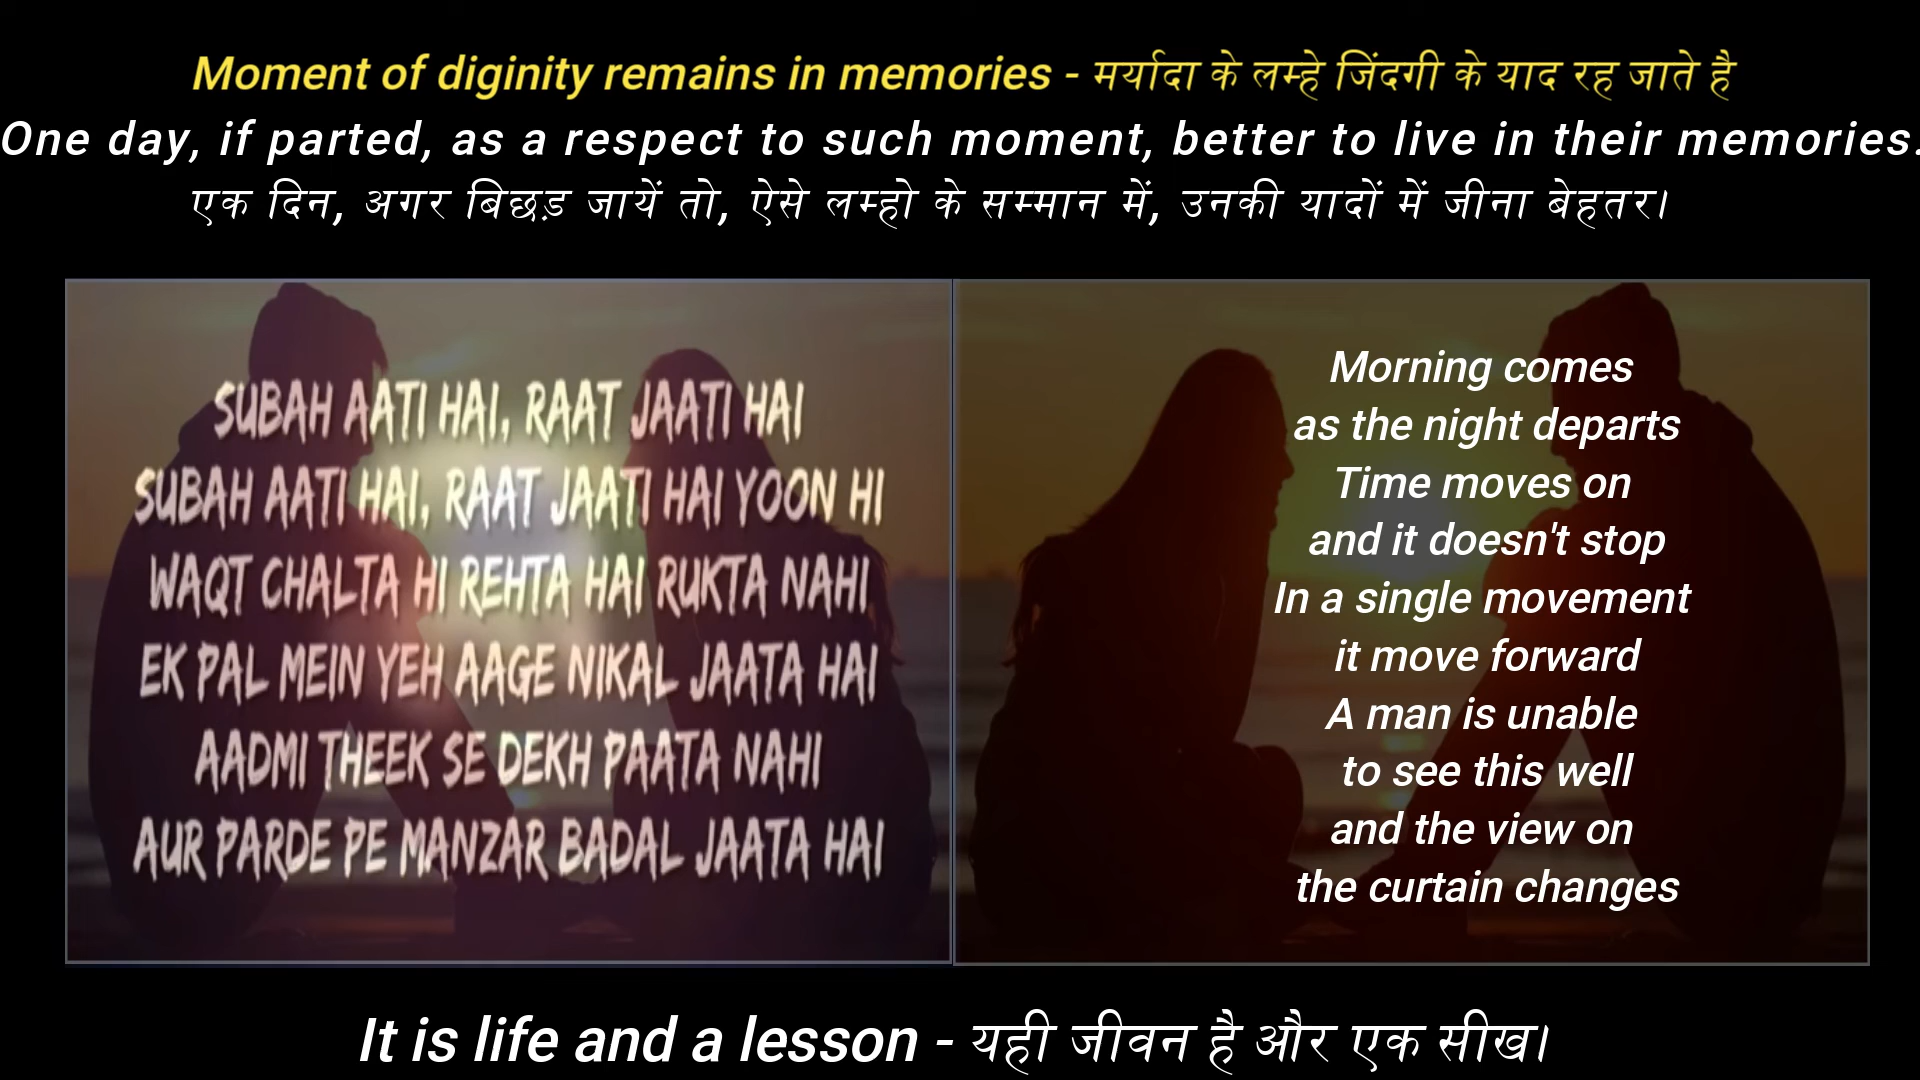 Moment of diginity remains in memories - मर्यादा के लम्हे जिंदगी के याद रह जाते है
One day, if parted, as a respect to such moment, better to live in their memories.
एक दिन, अगर बिछड़ जायें तो, ऐसे लम्हो के सम्मान में, उनकी यादों में जीना बेहतर।
SUBAH AATI HAI, RAAT JAATI HAI
SUBAH AATI HAI, RAAT JAATI HAI YOON HI
WAQT CHALTA HI REHTA HAI RUKTA NAHI
EK PAL MEIN YEH AAGE NIKAL JAATA HAI
AADMI THEEK SE DEKH PAATA NAHI
AUR PARDE PE MANZAR BADAL JAATA HAI
Morning comes
as the night departs
Time moves on
and it doesn't stop
In a single movement
it move forward
A man is unable
to see this well
and the view on
the curtain changes
It is life and a lesson - यही जीवन है और एक सीख।